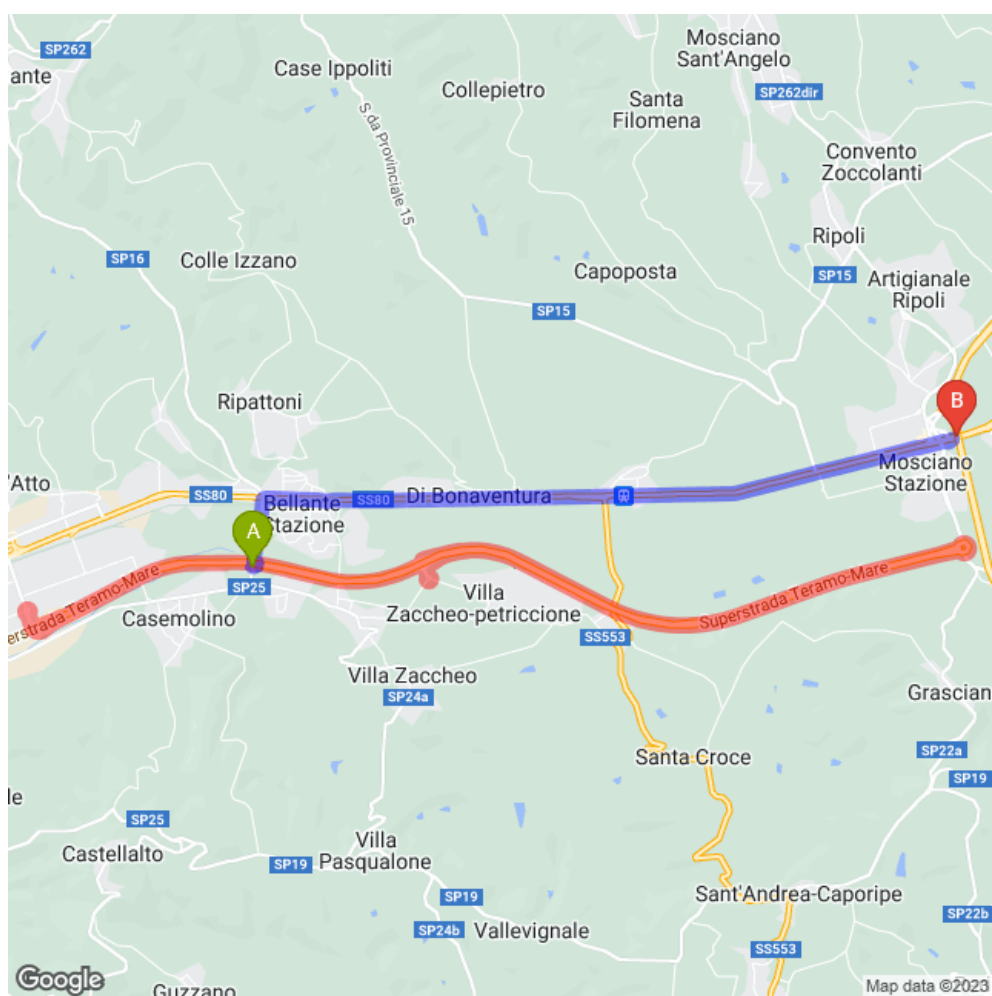 SP262
ante
Case Ippoliti
Collepietro
Mosciano
Sant'Angelo
Santa
Filomena
SP262dir
Convento
Zoccolanti
S.da Provinciale 15
SP16
Colle Izzano
Capoposta
Ripoli
SP15
Artigianale
Ripoli
SP15
Ripattoni
B
'Atto
SS80
Bellante
Stazione
SS80
Di Bonaventura
Mosciano
Stazione
A
SP25
Casemolino
erstrada Teramo-Mare
Villa
Zaccheo-petriccione
Superstrada Teramo-Mare
SS553
Villa Zaccheo
SP24a
Grascian
Santa Croce
SP22a
SP19
le
SP25
Castellalto
Villa
Pasqualone
SP19
SP19
Sant'Andrea-Caporipe
SP24b
Vallevignale
SP22b
SS553
Google
Guzzano
Map data ©2023